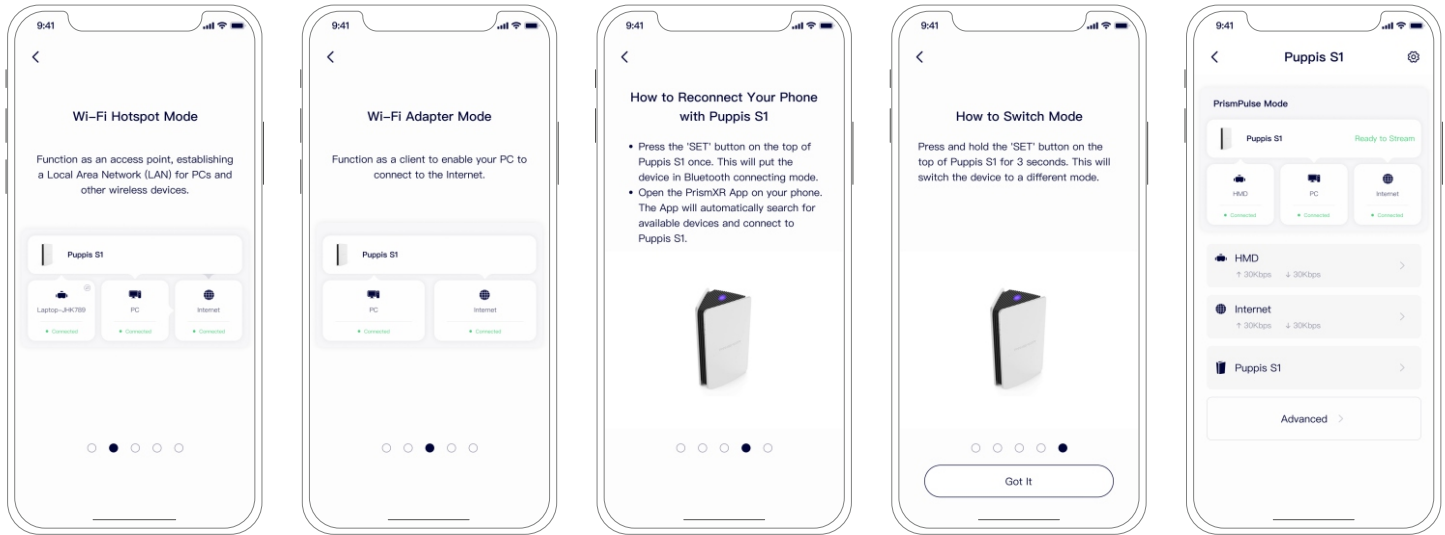 9:41
Wi-Fi Hotspot Mode
Function as an access point, establishing
a Local Area Network (LAN) for PCs and
other wireless devices.
Puppis S1
Laptop-JHK789
• Connected
PC
• Connected
Internet
• Connected
9:41
Wi-Fi Adapter Mode
Function as a client to enable your PC to
connect to the Internet.
Puppis S1
PC
• Connected
Internet
• Connected
9:41
How to Reconnect Your Phone
with Puppis S1
• Press the 'SET' button on the top of
Puppis S1 once. This will put the
device in Bluetooth connecting mode.
• Open the PrismXR App on your phone.
The App will automatically search for
available devices and connect to
Puppis S1.
9:41
How to Switch Mode
Press and hold the 'SET' button on the
top of Puppis S1 for 3 seconds. This will
switch the device to a different mode.
Got It
9:41
Puppis S1
PrismPulse Mode
Puppis S1
Ready to Stream
HMD
• Connected
PC
• Connected
Internet
• Connected
HMD
↑ 30Kbps ↓ 30Kbps
Internet
↑ 30Kbps ↓ 30Kbps
Puppis S1
Advanced